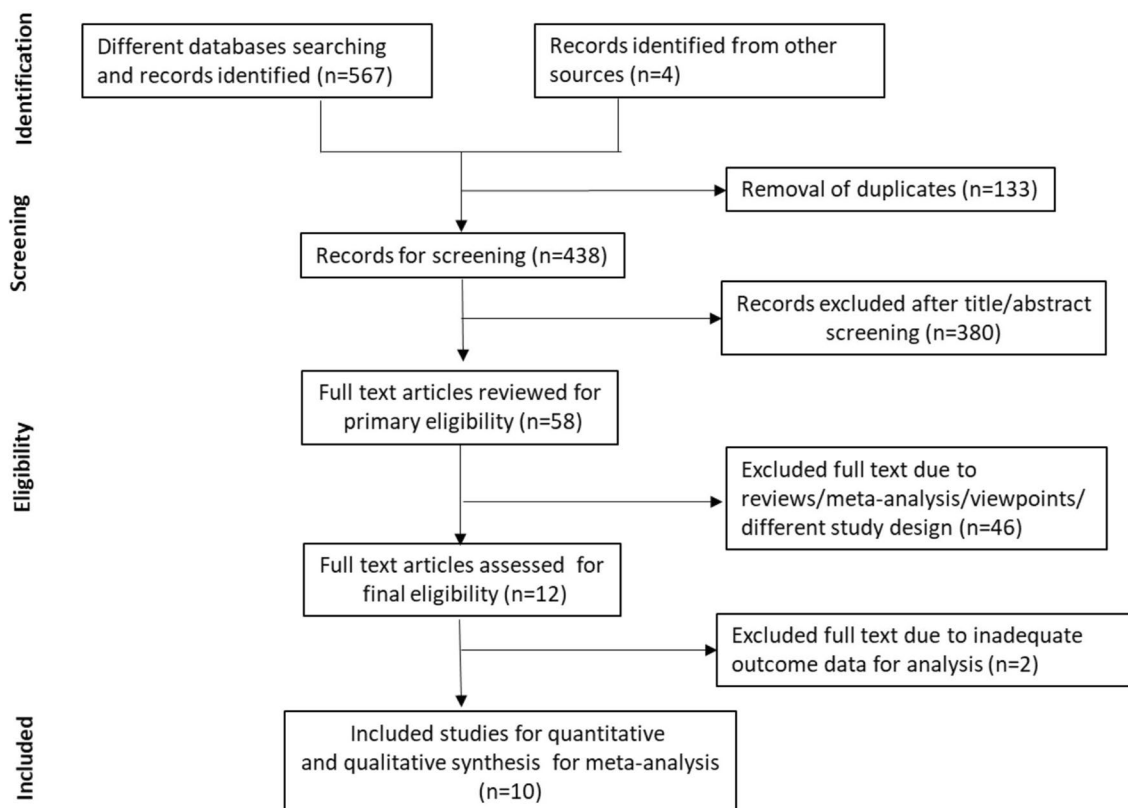 Identification
Different databases searching
and records identified (n=567)
Records identified from other
sources (n=4)
Screening
Removal of duplicates (n=133)
Records for screening (n=438)
Records excluded after title/abstract
screening (n=380)
Eligibility
Full text articles reviewed for
primary eligibility (n=58)
Excluded full text due to
reviews/meta-analysis/viewpoints/
different study design (n=46)
Full text articles assessed for
final eligibility (n=12)
Excluded full text due to inadequate
outcome data for analysis (n=2)
Included
Included studies for quantitative
and qualitative synthesis for meta-analysis
(n=10)